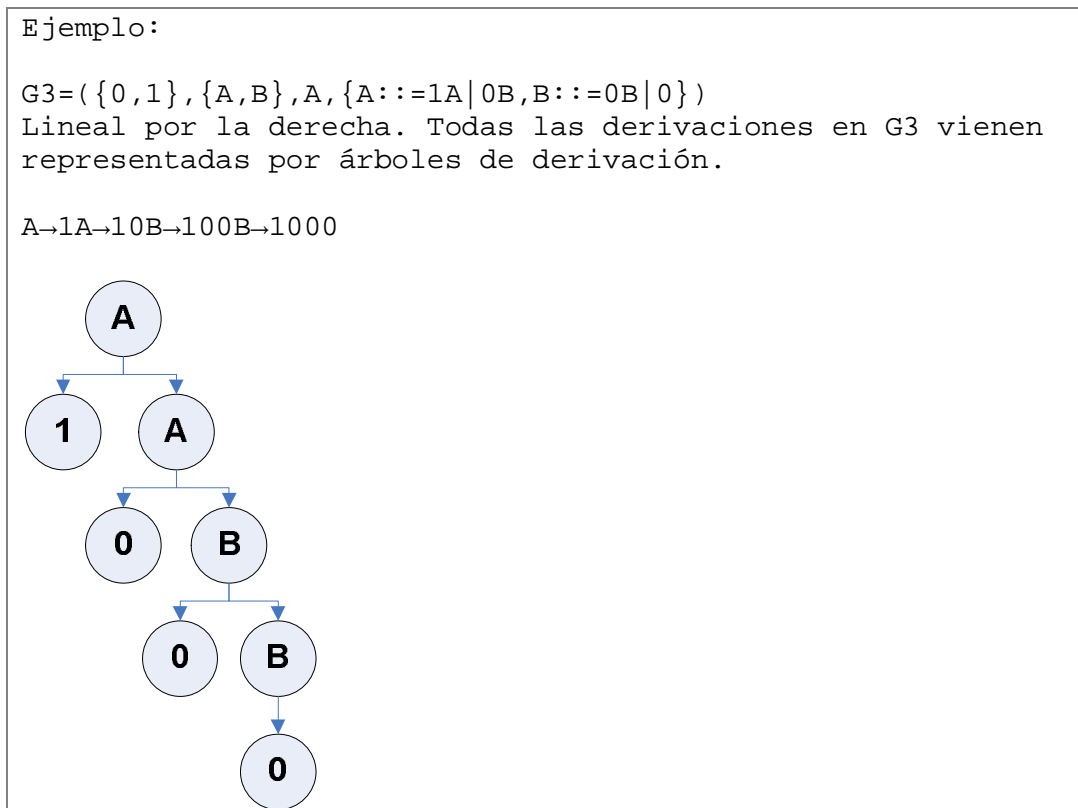 Ejemplo:
G3=({0,1},{A,B},A,{A::=1A|0B,B::=0B|0})
Lineal por la derecha. Todas las derivaciones en G3 vienen
representadas por árboles de derivación.
A→1A→10B→100B→1000
A
1 A
0 B
0 B
0